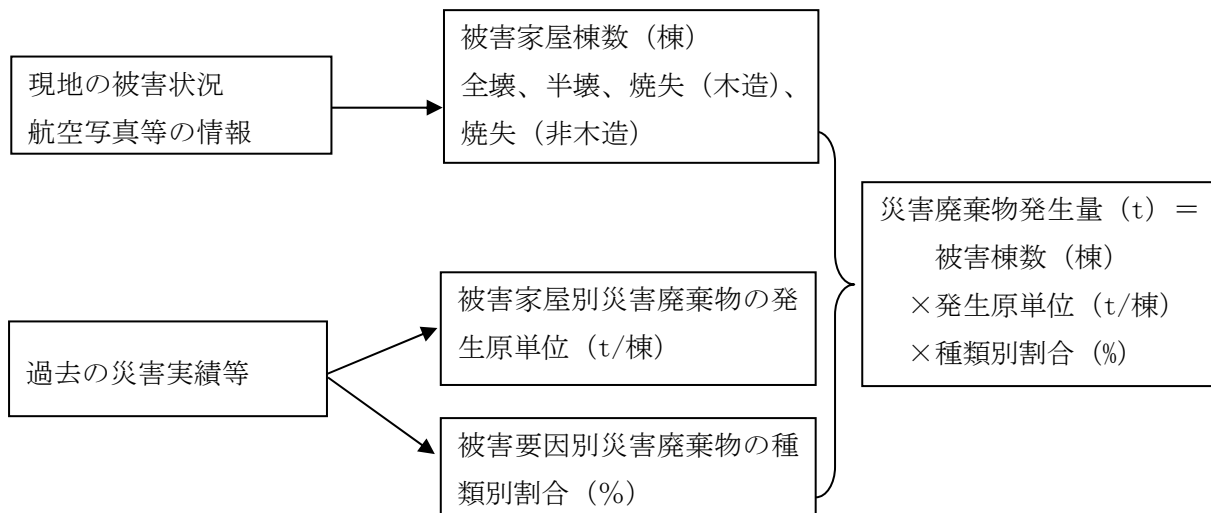 現地の被害状況
航空写真等の情報
被害家屋棟数（棟）
全壊、半壊、焼失（木造）、
焼失（非木造）
過去の災害実績等
被害家屋別災害廃棄物の発
生原単位（t/棟）
被害要因別災害廃棄物の種
類別割合（％）
災害廃棄物発生量（t）＝
被害棟数（棟）
×発生原単位（t/棟）
×種類別割合（%）